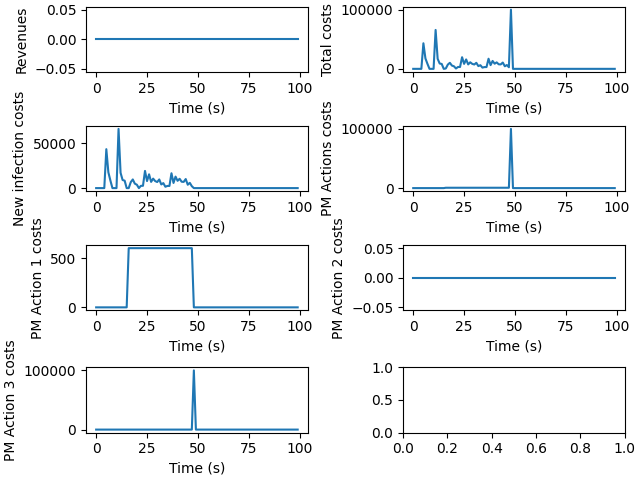 Revenues
0.05
0.00
−0.05
0 25 50 75 100
Time (s)
Total costs
100000
0
0 25 50 75 100
Time (s)
New infection costs
50000
0
0 25 50 75 100
Time (s)
PM Actions costs
100000
0
0 25 50 75 100
Time (s)
PM Action 1 costs
500
0
0 25 50 75 100
Time (s)
PM Action 2 costs
0.05
0.00
−0.05
0 25 50 75 100
Time (s)
PM Action 3 costs
100000
0
0 25 50 75 100
Time (s)
1.0
0.5
0.0
0.0 0.2 0.4 0.6 0.8 1.0